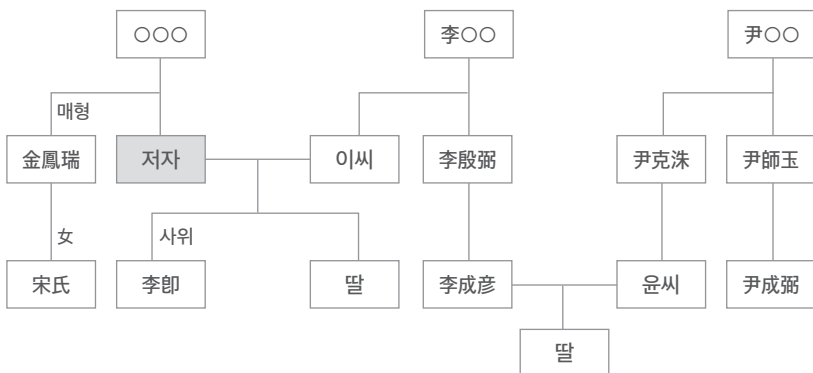 ○○○
李○○
尹○○
매형
金鳳瑞
저자
이씨
李殷弼
尹克洙
尹師玉
女
사위
宋氏
李卽
딸
李成彦
윤씨
尹成弼
딸